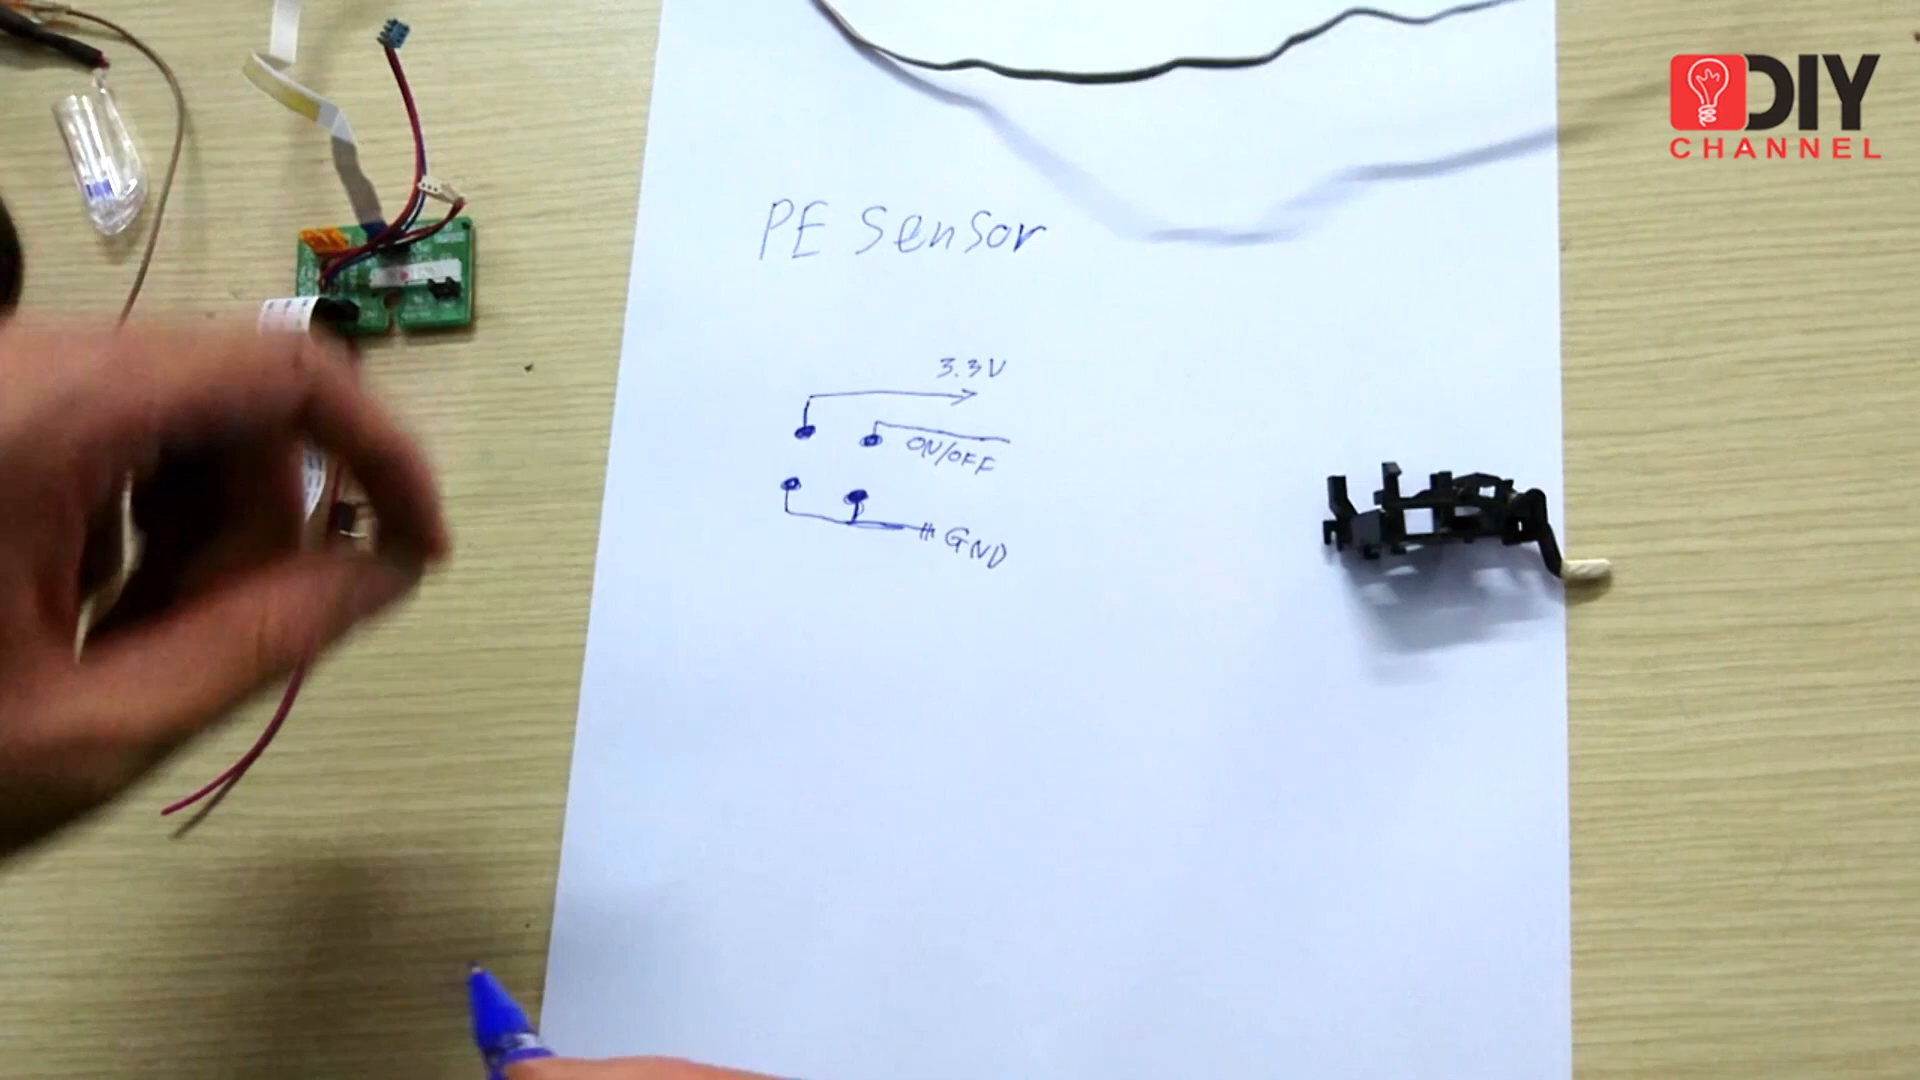 DIY
CHANNEL
PE Sensor
3.3V
ON/OFF
GND